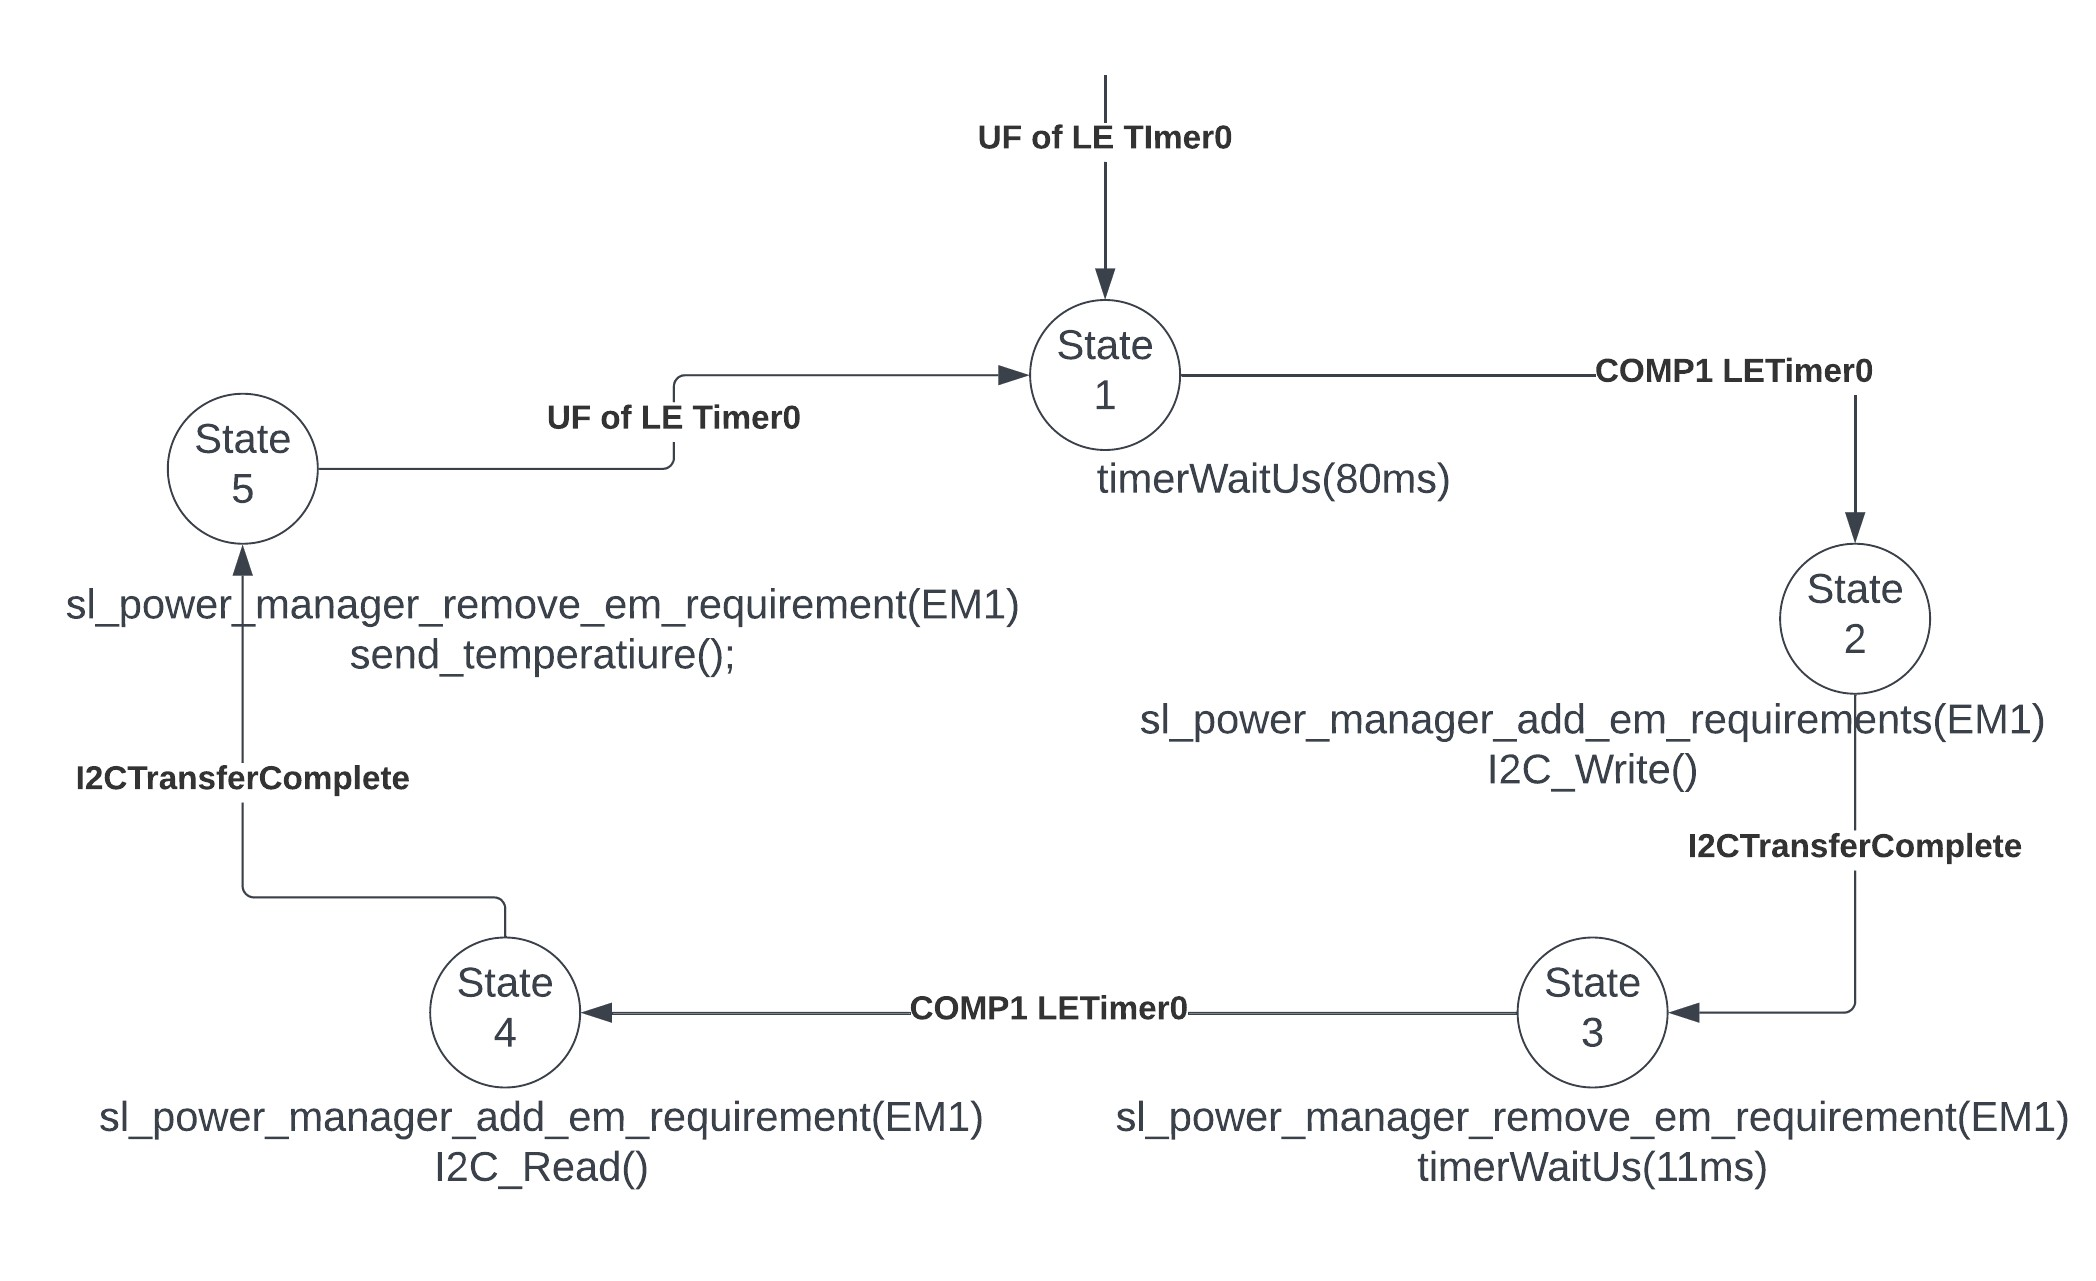 UF of LE TImer0
State
1
timerWaitUs(80ms)
COMP1 LETimer0
State
5
UF of LE Timer0
State
2
sl_power_manager_remove_em_requirement(EM1)
send_temperatiure();
sl_power_manager_add_em_requirements(EM1)
I2C_Write()
I2CTransferComplete
I2CTransferComplete
State
4
COMP1 LETimer0
State
3
sl_power_manager_add_em_requirement(EM1)
I2C_Read()
sl_power_manager_remove_em_requirement(EM1)
timerWaitUs(11ms)